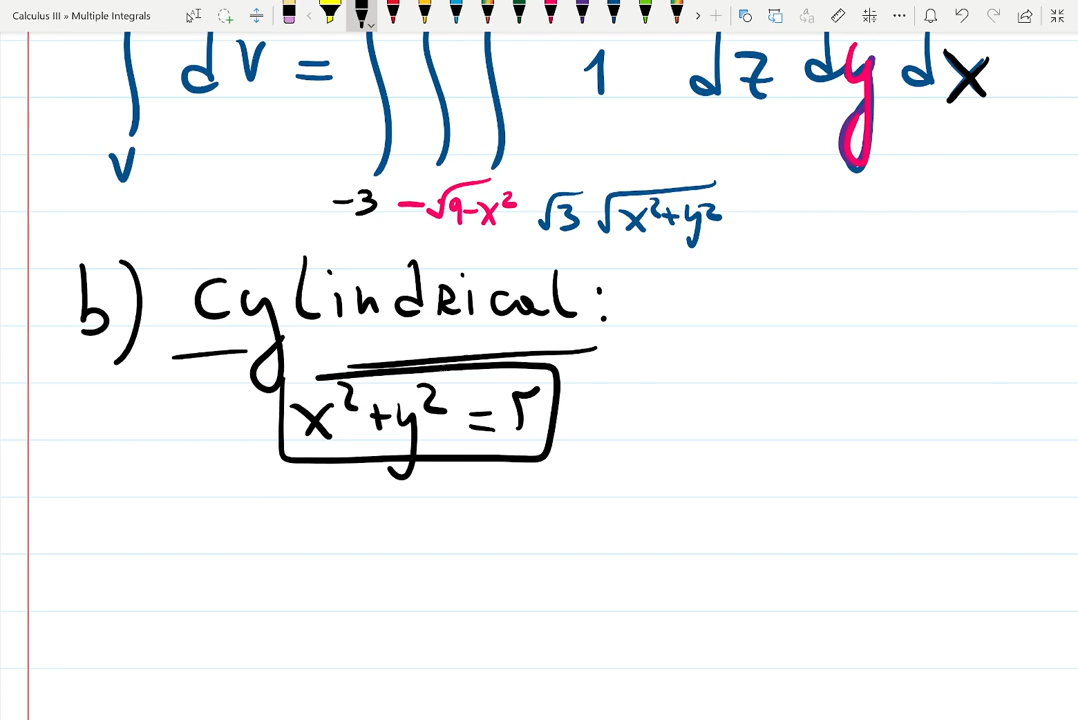 Calculus III » Multiple Integrals
∫ dV = ∫∫∫ 1 dz dy dx
V
-3 -√9-x² √3 √x²+y²
b) Cylindrical:
x²+y² = r